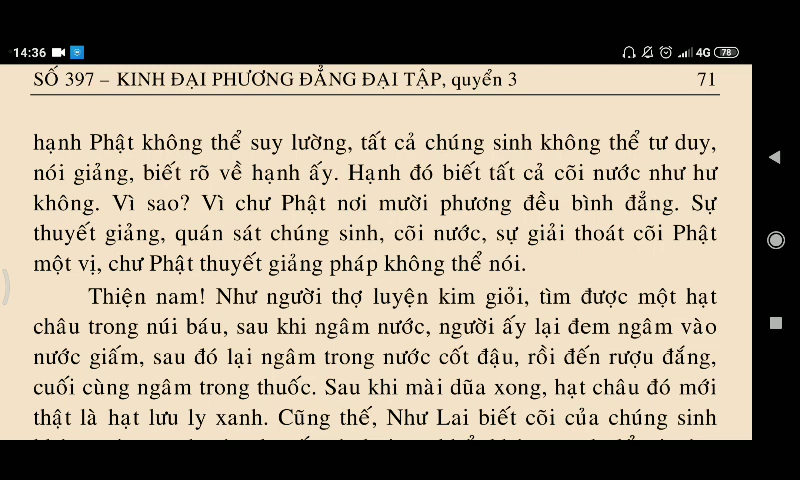 14:36
4G 78
SỐ 397 – KINH ĐẠI PHƯƠNG ĐẲNG ĐẠI TẬP, quyển 3 71
hạnh Phật không thể suy lường, tất cả chúng sinh không thể tư duy,
nói giảng, biết rõ về hạnh ấy. Hạnh đó biết tất cả cõi nước như hư
không. Vì sao? Vì chư Phật nơi mười phương đều bình đẳng. Sự
thuyết giảng, quán sát chúng sinh, cõi nước, sự giải thoát cõi Phật
một vị, chư Phật thuyết giảng pháp không thể nói.
Thiện nam! Như người thợ luyện kim giỏi, tìm được một hạt
châu trong núi báu, sau khi ngâm nước, người ấy lại đem ngâm vào
nước giấm, sau đó lại ngâm trong nước cốt đậu, rồi đến rượu đắng,
cuối cùng ngâm trong thuốc. Sau khi mài dũa xong, hạt châu đó mới
thật là hạt lưu ly xanh. Cũng thế, Như Lai biết cõi của chúng sinh